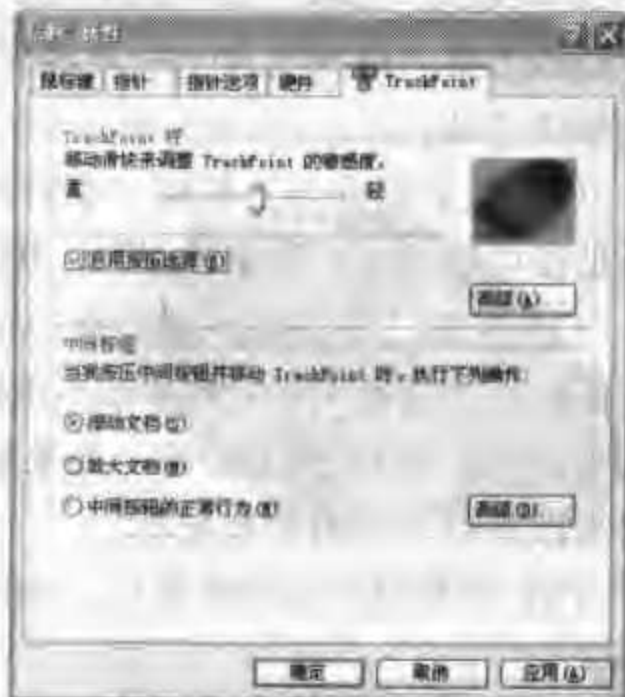 鼠标 属性
鼠标键 指针 指针选项 硬件 TrackPoint
TrackPoint
移动滑块来调整 TrackPoint 的敏感度。
轻
启用按压选择
高级(A)...
中间按钮
当我按压中间按钮并移动 TrackPoint 时，执行下列操作:
滚动文档
放大文档
中间按钮的正常行为
高级(D)...
确定 取消 应用(A)